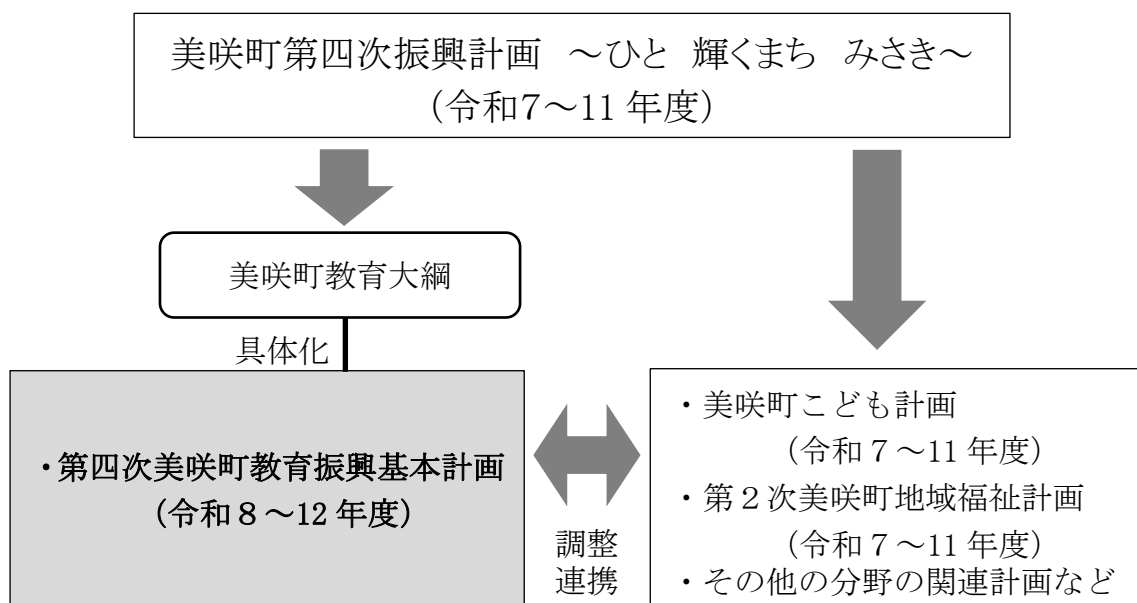 美咲町第四次振興計画 ～ひと 輝くまち みさき～
（令和７～11 年度）
美咲町教育大綱
具体化
・第四次美咲町教育振興基本計画
（令和８～12 年度）
調整
連携
・美咲町こども計画
（令和７～11 年度）
・第２次美咲町地域福祉計画
（令和７～11 年度）
・その他の分野の関連計画など